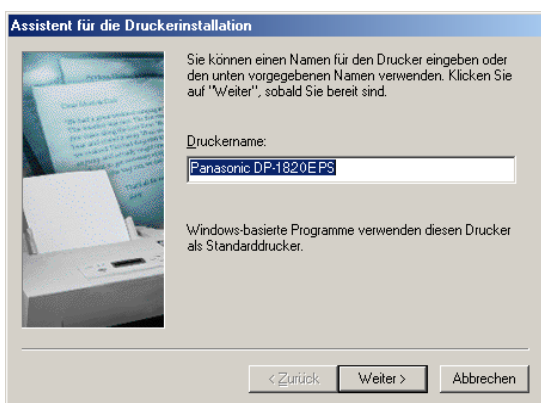 Assistent für die Druckerinstallation
Sie können einen Namen für den Drucker eingeben oder
den unten vorgegebenen Namen verwenden. Klicken Sie
auf "Weiter", sobald Sie bereit sind.
Druckername:
Panasonic DP-1820E PS
Windows-basierte Programme verwenden diesen Drucker
als Standarddrucker.
< Zurück
Weiter >
Abbrechen